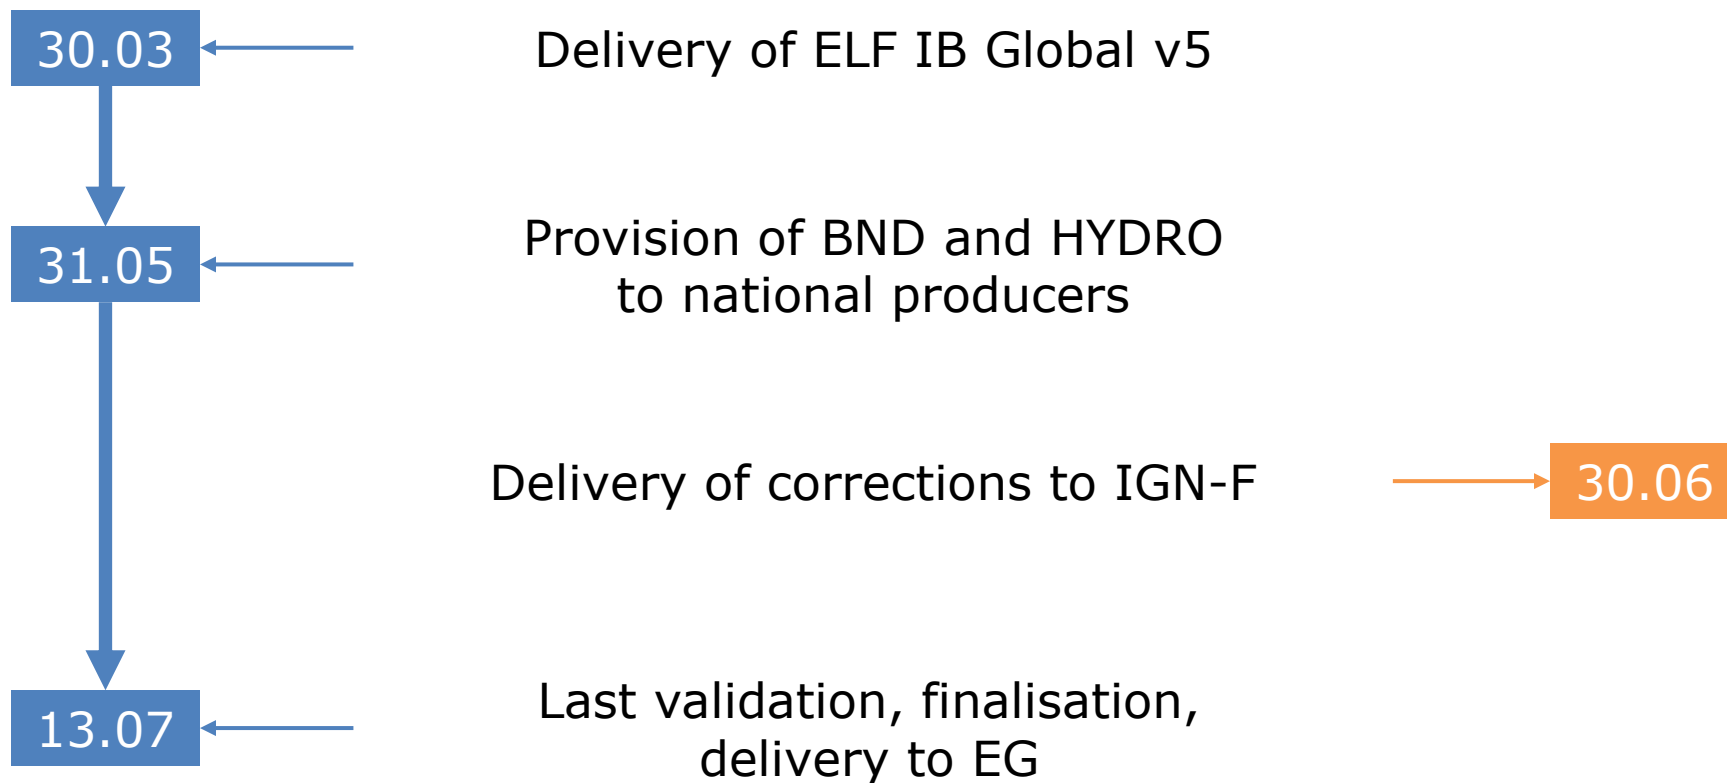 30.03
Delivery of ELF IB Global v5
31.05
Provision of BND and HYDRO
to national producers
Delivery of corrections to IGN-F
30.06
13.07
Last validation, finalisation,
delivery to EG